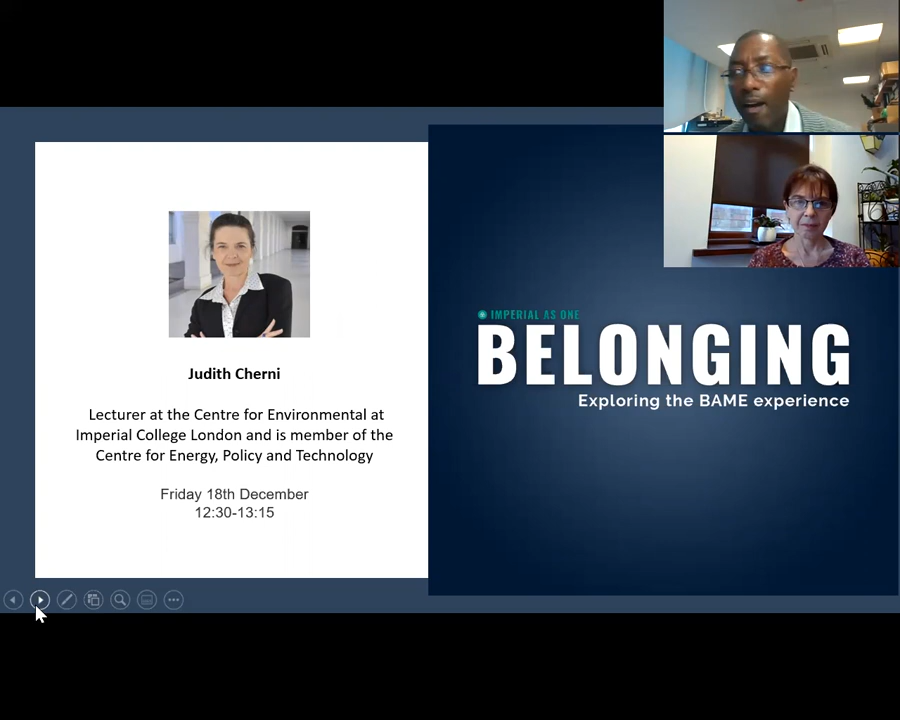 Judith Cherni
Lecturer at the Centre for Environmental at
Imperial College London and is member of the
Centre for Energy, Policy and Technology
Friday 18th December
12:30-13:15
IMPERIAL AS ONE
BELONGING
Exploring the BAME experience